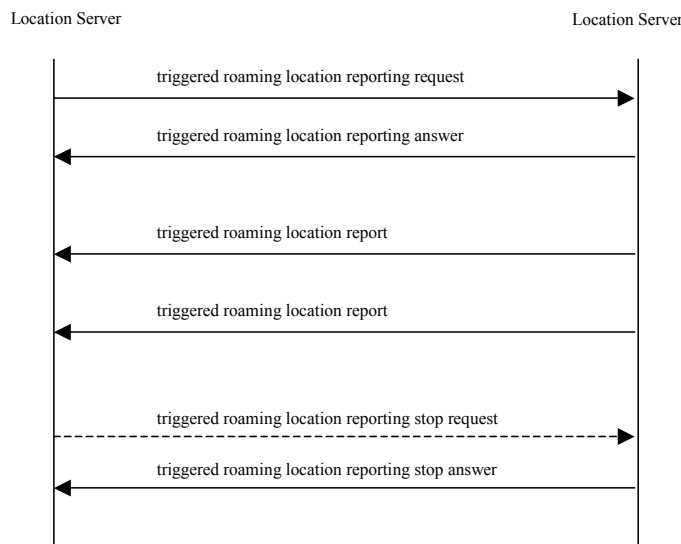 Location Server
Location Server
triggered roaming location reporting request
triggered roaming location reporting answer
triggered roaming location report
triggered roaming location report
triggered roaming location reporting stop request
triggered roaming location reporting stop answer